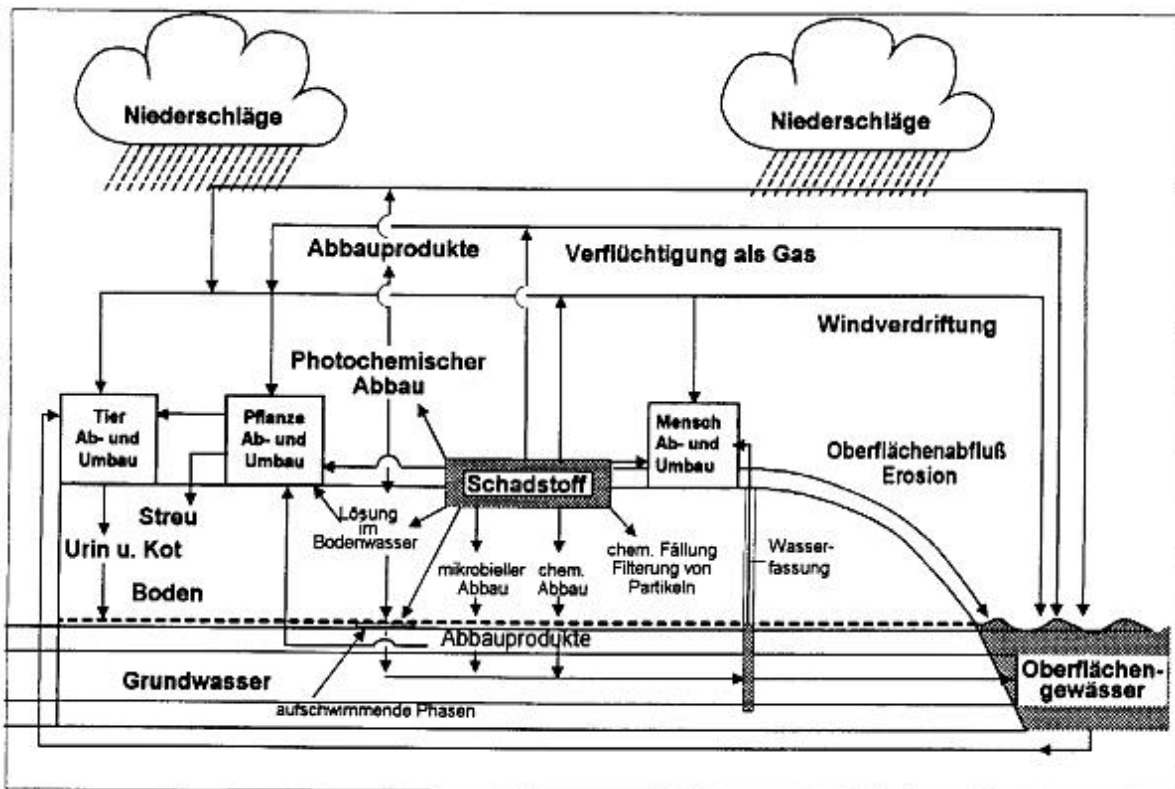 Niederschläge
Niederschläge
Abbauprodukte
Verflüchtigung als Gas
Windverdriftung
Photochemischer
Abbau
Tier
Ab- und
Umbau
Pflanze
Ab- und
Umbau
Mensch
Ab- und
Umbau
Oberflächenabfluß
Erosion
Schadstoff
Streu
Lösung
im
Bodenwasser
Urin u. Kot
mikrobieller
Abbau
chem.
Abbau
chem. Fällung
Filterung von
Partikeln
Wasser-
fassung
Boden
Abbauprodukte
Grundwasser
Oberflächen-
gewässer
aufschwimmende Phasen